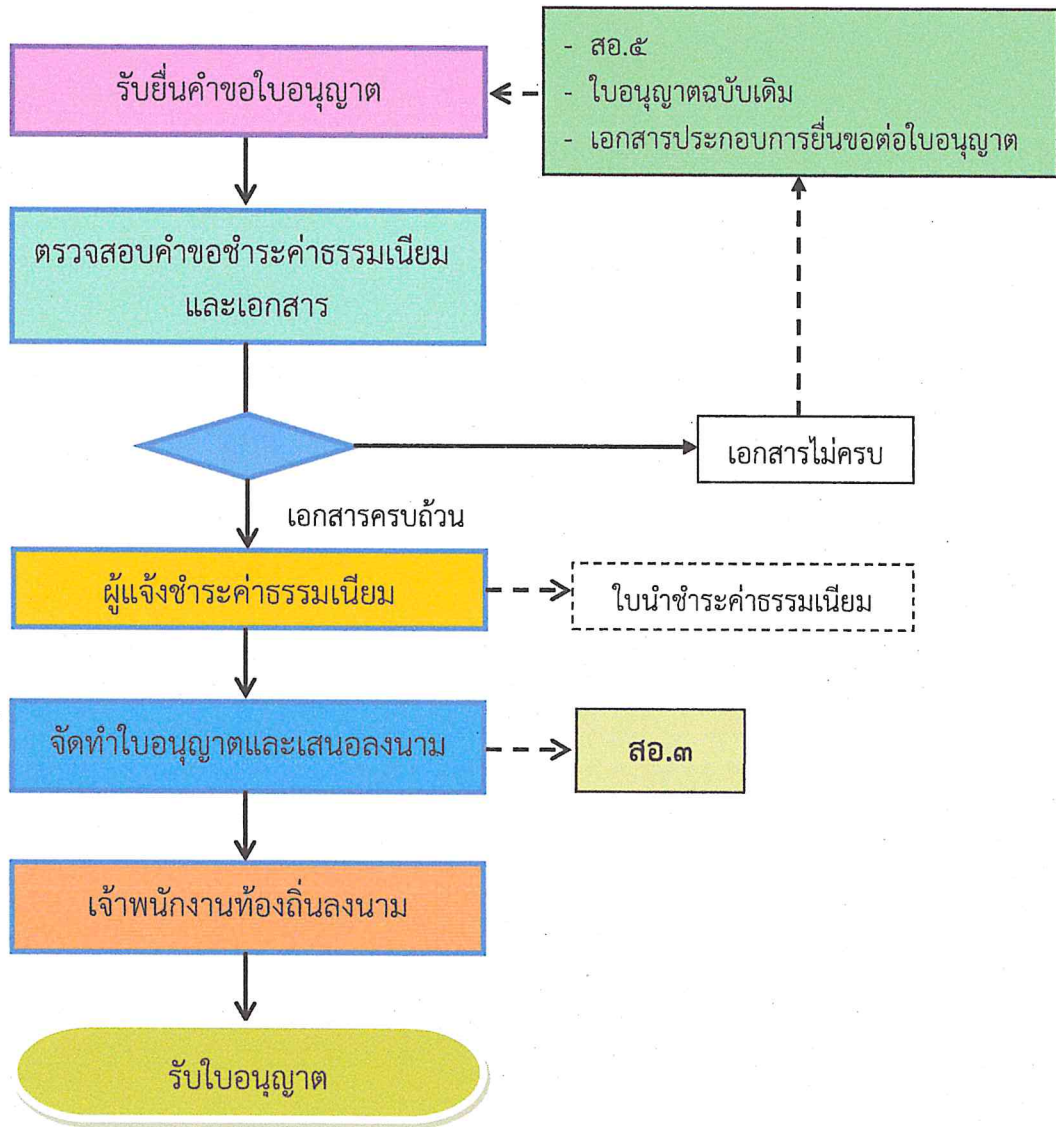 รับยื่นคำขอใบอนุญาต
- สอ.๕
- ใบอนุญาตฉบับเดิม
- เอกสารประกอบการยื่นขอต่อใบอนุญาต
ตรวจสอบคำขอชำระค่าธรรมเนียม
และเอกสาร
เอกสารไม่ครบ
เอกสารครบถ้วน
ผู้แจ้งชำระค่าธรรมเนียม
ใบนำชำระค่าธรรมเนียม
จัดทำใบอนุญาตและเสนอลงนาม
สอ.๓
เจ้าพนักงานท้องถิ่นลงนาม
รับใบอนุญาต